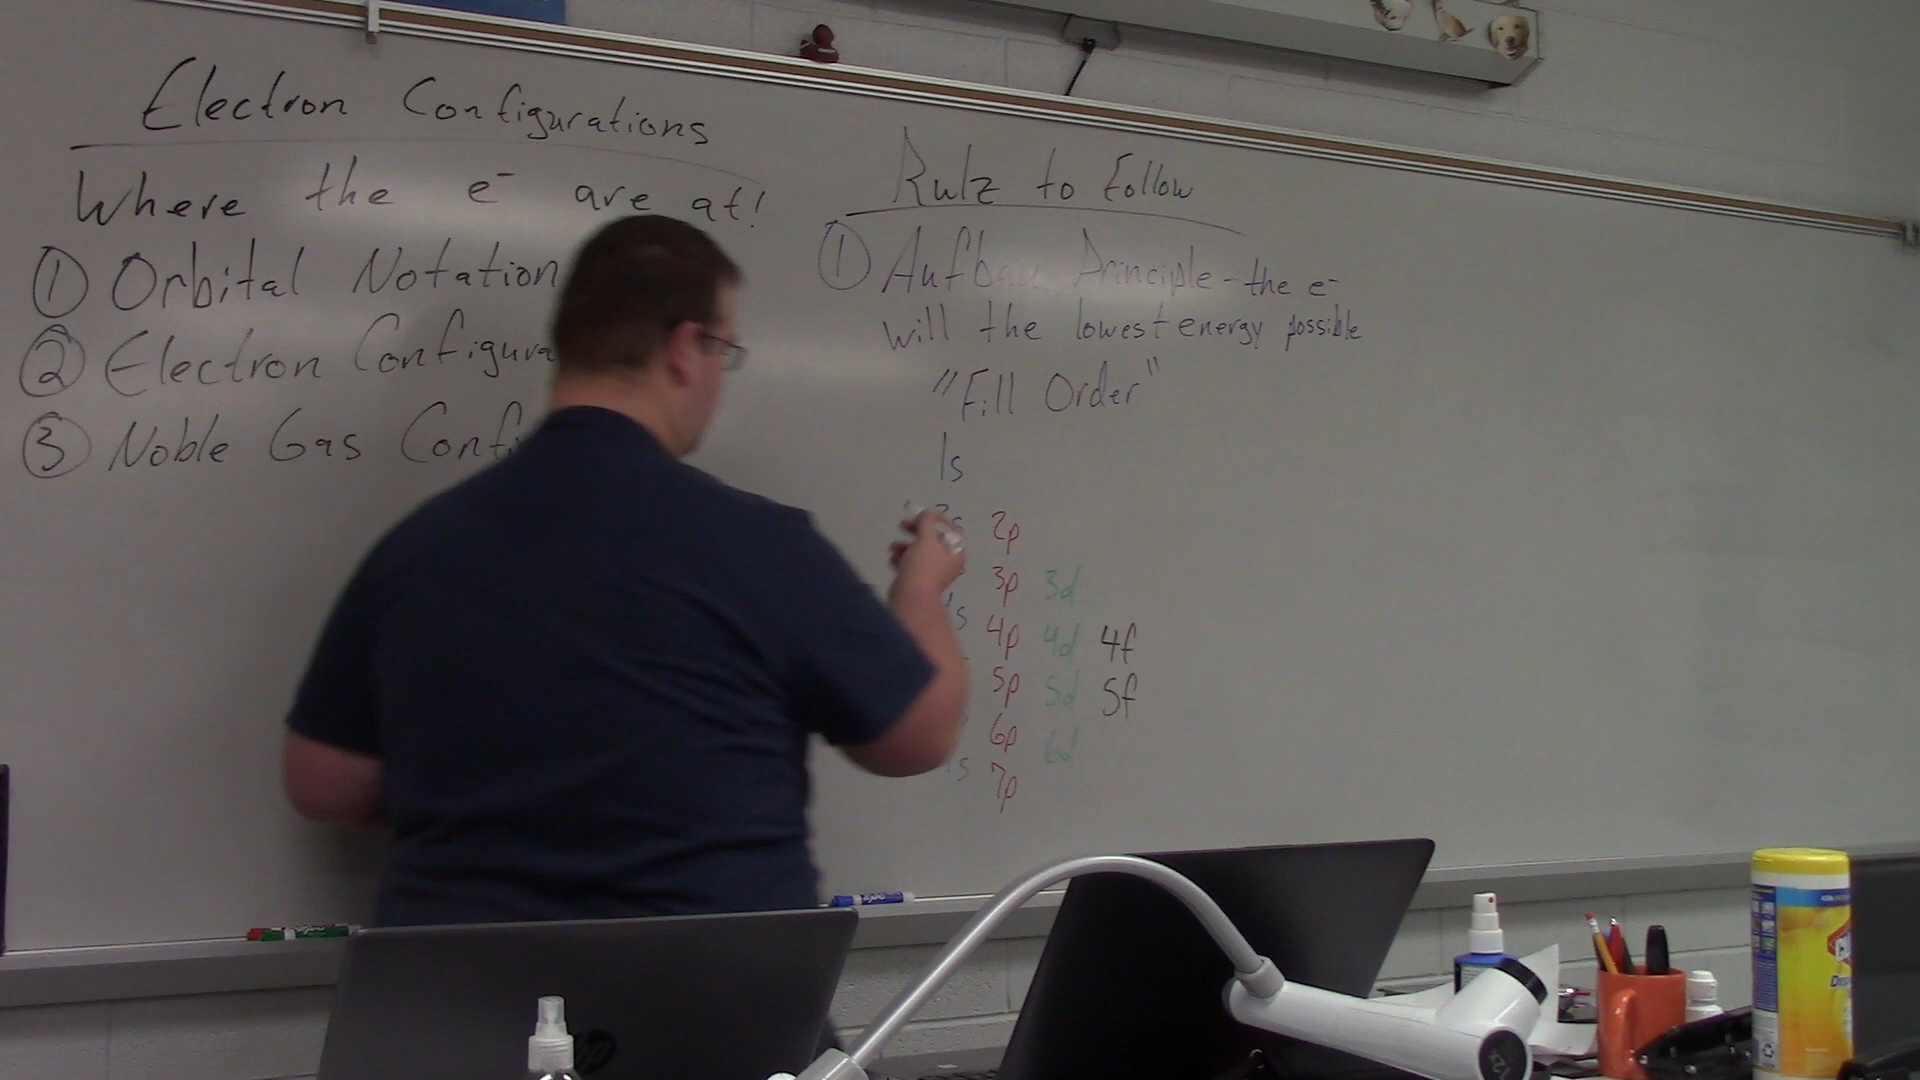 Electron Configurations
Where the e⁻ are at!
① Orbital Notation
② Electron Configura
③ Noble Gas Confi
Rulz to Follow
① Aufbau Principle - the e⁻
will the lowest energy possible
"Fill Order"
1s
2s 2p
3p 3d
4s 4p 4d 4f
5p 5d 5f
6p 6d
7p